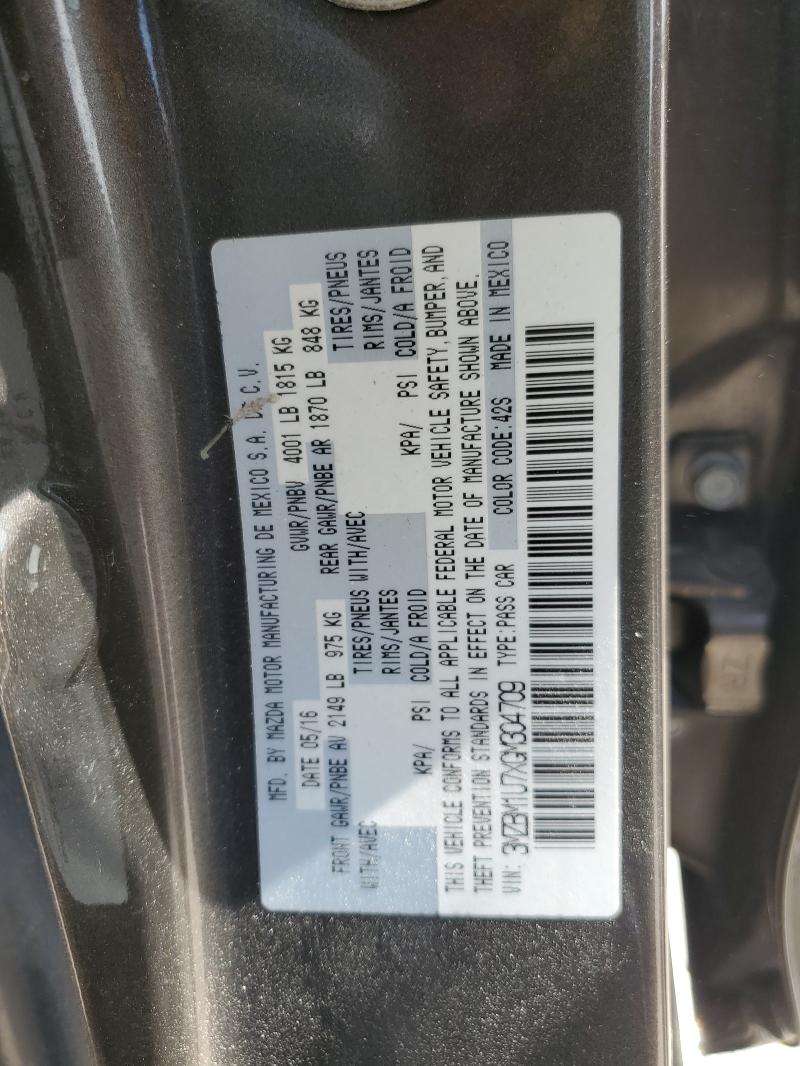 MFD. BY MAZDA MOTOR MANUFACTURING DE MEXICO S.A. DE C.V.
DATE 05/16 GVWR/PNBV 4001 LB 1815 KG
FRONT GAWR/PNBE AV 2149 LB 975 KG REAR GAWR/PNBE AR 1870 LB 848 KG
WITH/AVEC TIRES/PNEUS WITH/AVEC TIRES/PNEUS
RIMS/JANTES RIMS/JANTES
KPA/ PSI COLD/A FROID KPA/ PSI COLD/A FROID
THIS VEHICLE CONFORMS TO ALL APPLICABLE FEDERAL MOTOR VEHICLE SAFETY, BUMPER, AND
THEFT PREVENTION STANDARDS IN EFFECT ON THE DATE OF MANUFACTURE SHOWN ABOVE.
VIN: 3MZBM1U7XGM304709 TYPE:PASS CAR COLOR CODE:42S MADE IN MEXICO